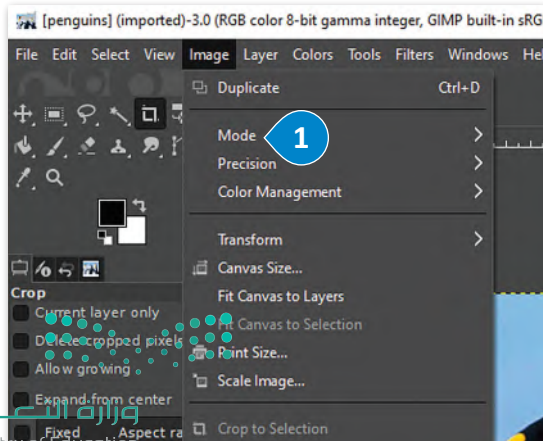 [penguins] (imported)-3.0 (RGB color 8-bit gamma integer, GIMP built-in sRG
File Edit Select View Image Layer Colors Tools Filters Windows Hel
Duplicate Ctrl+D
Mode 1
Precision
Color Management
Transform
Canvas Size...
Fit Canvas to Layers
Fit Canvas to Selection
Print Size...
Scale Image...
Crop to Selection
Crop
Current layer only
Delete cropped pixels
Allow growing
Expand from center
Fixed Aspect ra
وزارة التعـ